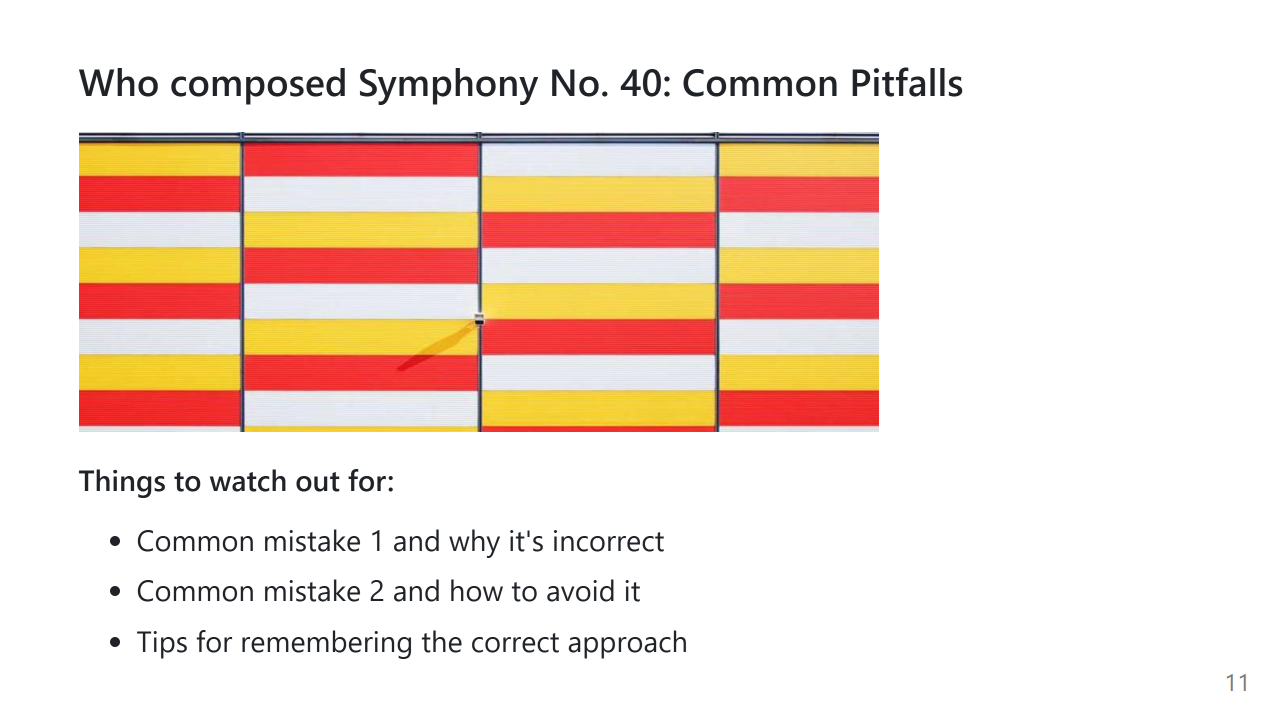 Who composed Symphony No. 40: Common Pitfalls
Things to watch out for:
Common mistake 1 and why it's incorrect
Common mistake 2 and how to avoid it
Tips for remembering the correct approach
11